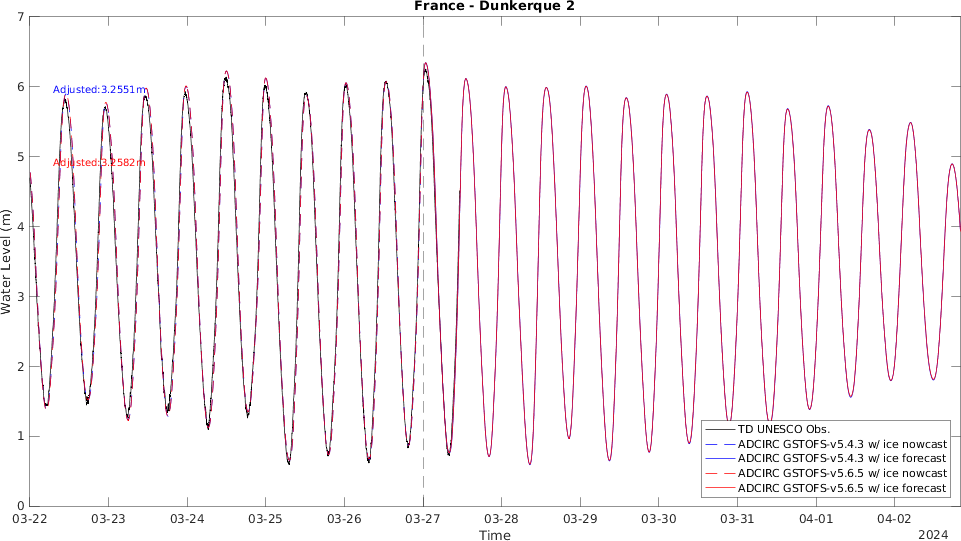 France - Dunkerque 2
7
6
5
4
3
2
1
0
Water Level (m)
Adjusted:3.2551m
Adjusted:3.2582m
TD UNESCO Obs.
ADCIRC GSTOFS-v5.4.3 w/ ice nowcast
ADCIRC GSTOFS-v5.4.3 w/ ice forecast
ADCIRC GSTOFS-v5.6.5 w/ ice nowcast
ADCIRC GSTOFS-v5.6.5 w/ ice forecast
03-22 03-23 03-24 03-25 03-26 03-27 03-28 03-29 03-30 03-31 04-01 04-02
Time
2024